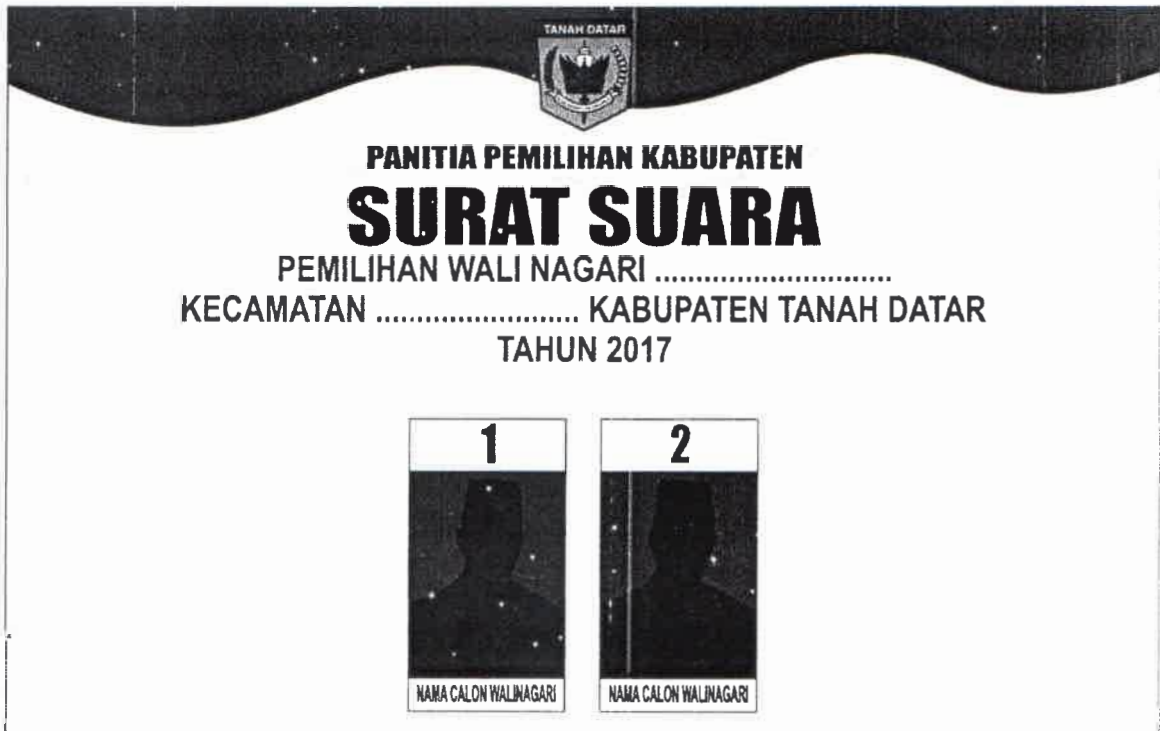 TANAH DATAR
PANITIA PEMILIHAN KABUPATEN
SURAT SUARA
PEMILIHAN WALI NAGARI .............................
KECAMATAN ......................... KABUPATEN TANAH DATAR
TAHUN 2017
1
2
NAMA CALON WALINAGARI
NAMA CALON WALINAGARI